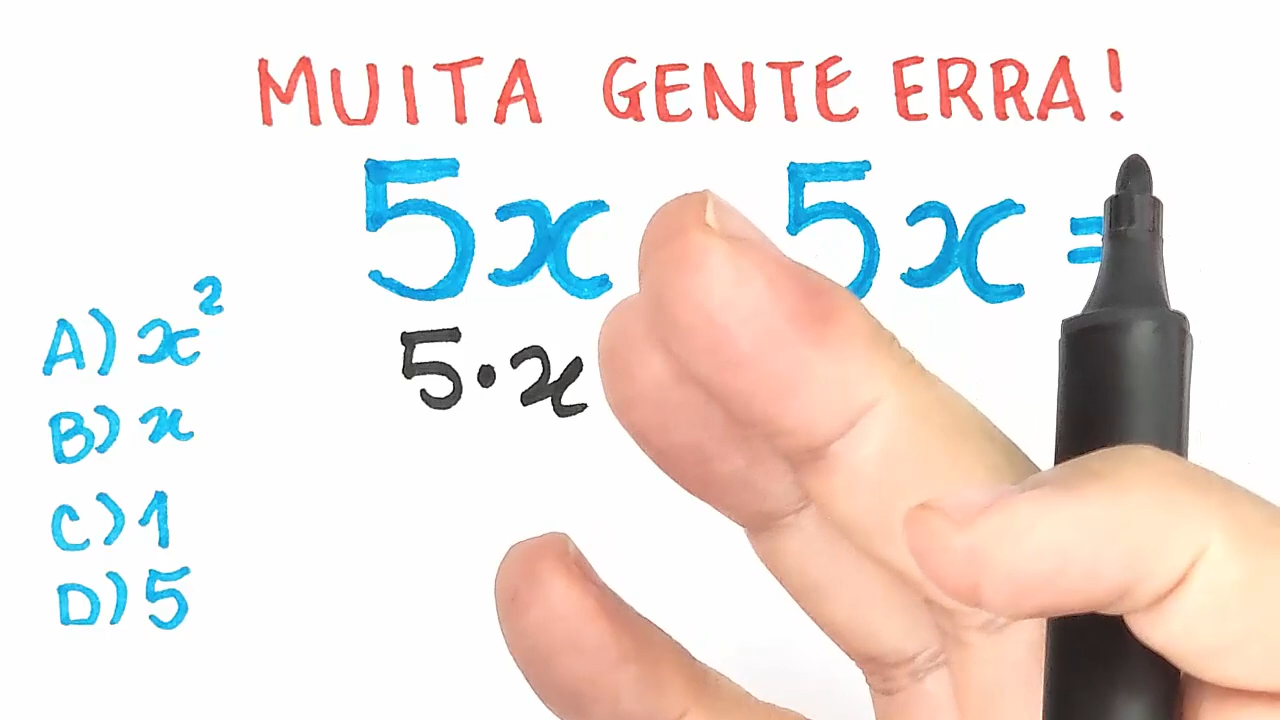 MUITA GENTE ERRA!
5x 5x =
5·x
A) x²
B) x
C) 1
D) 5